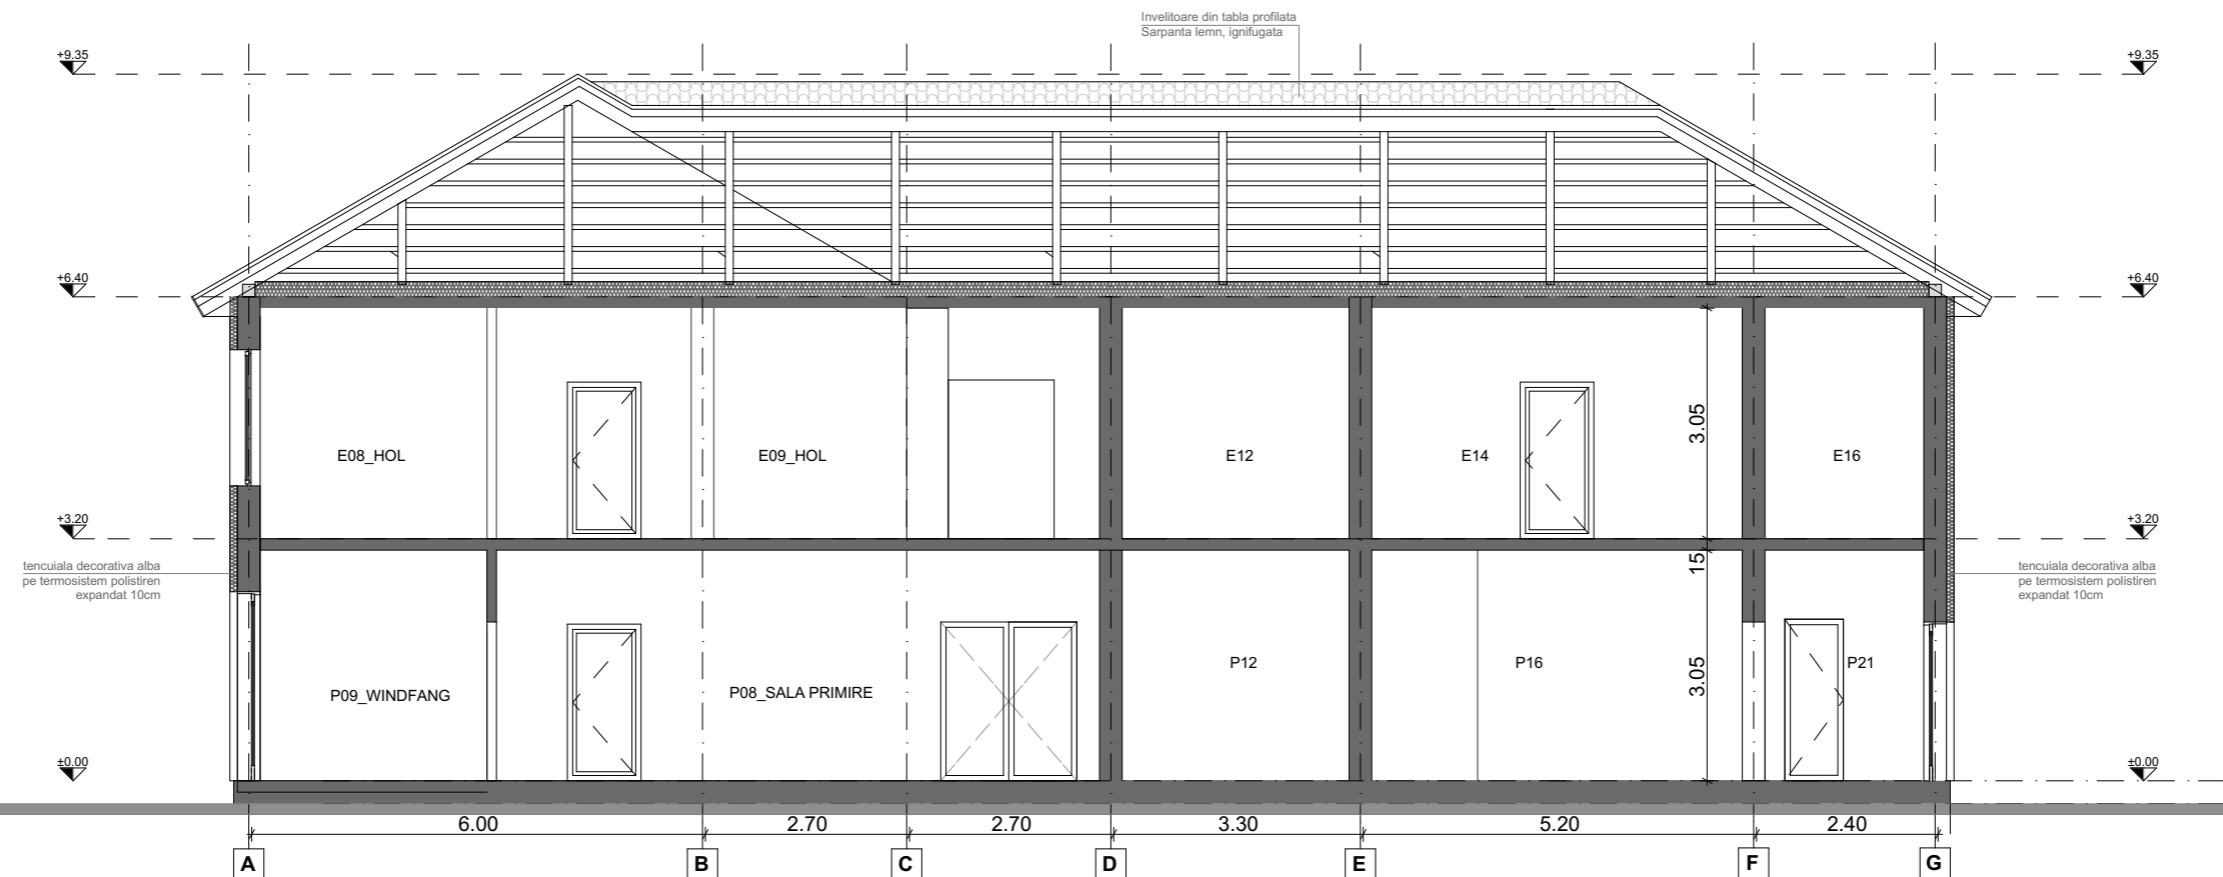 Invelitoare din tabla profilata
Sarpanta lemn, ignifugata
+9.35
+9.35
+6.40
+6.40
3.05
E08_HOL
E09_HOL
E12
E14
E16
+3.20
+3.20
tencuiala decorativa alba
pe termosistem polistiren
expandat 10cm
15
tencuiala decorativa alba
pe termosistem polistiren
expandat 10cm
P09_WINDFANG
P08_SALA PRIMIRE
P12
P16
3.05
P21
±0.00
±0.00
6.00
2.70
2.70
3.30
5.20
2.40
A
B
C
D
E
F
G